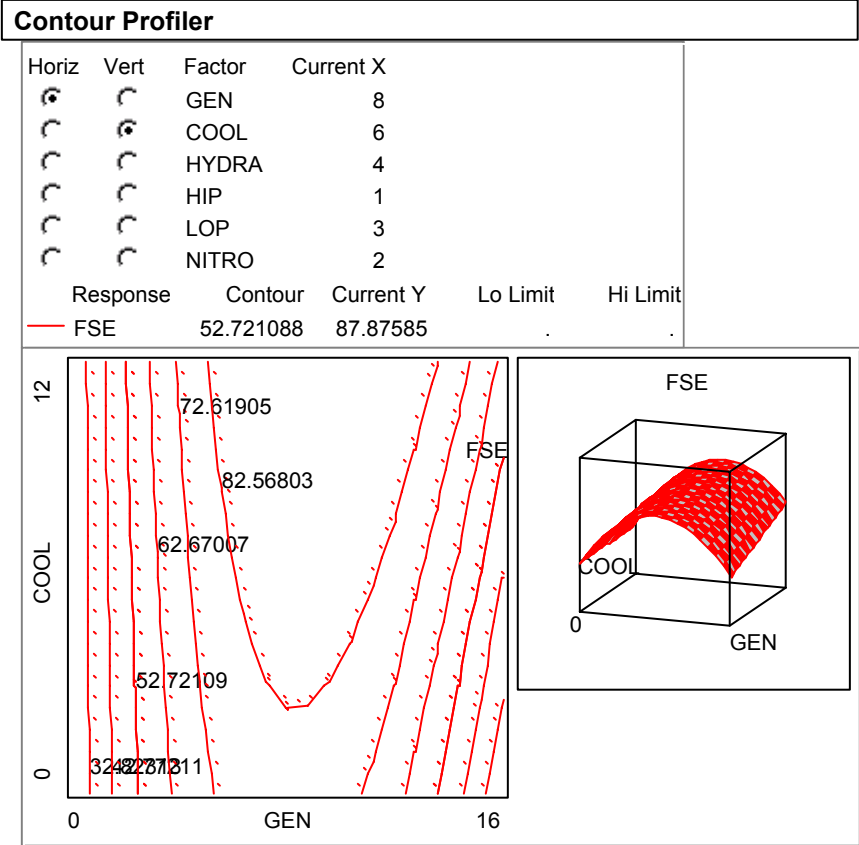 Contour Profiler
Horiz Vert Factor Current X
GEN 8
COOL 6
HYDRA 4
HIP 1
LOP 3
NITRO 2
Response Contour Current Y Lo Limit Hi Limit
FSE 52.721088 87.87585 . .
12
COOL
0
72.61905
FSE
82.56803
62.67007
52.72109
0 GEN 16
FSE
COOL
0
GEN